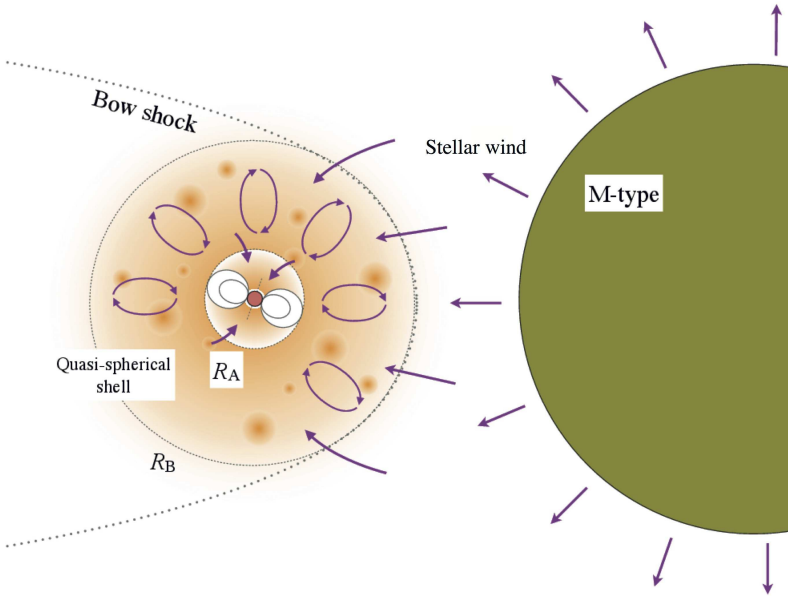 Bow shock
Stellar wind
M-type
Quasi-spherical
shell
R_A
R_B